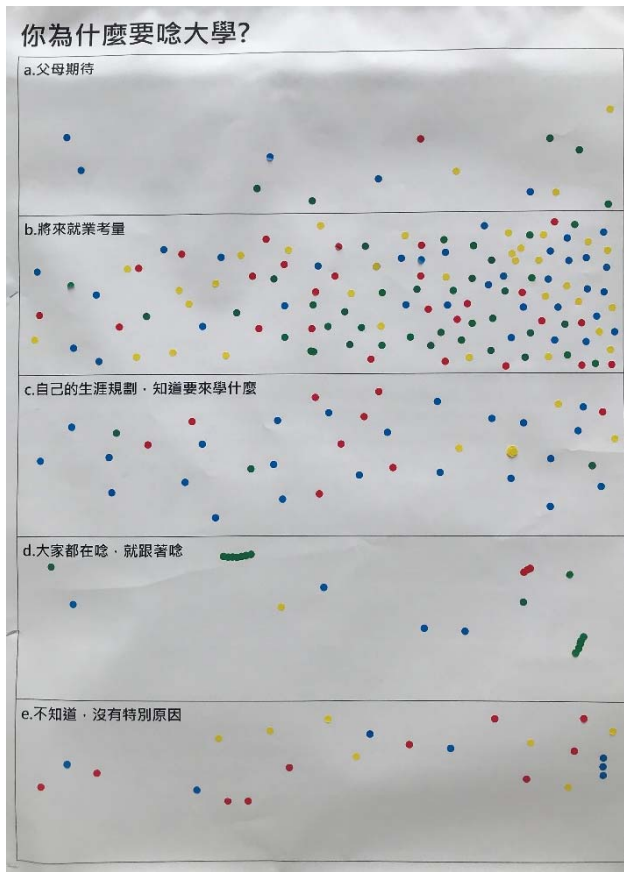 你為什麼要唸大學?
a.父母期待
b.將來就業考量
c.自己的生涯規劃，知道要來學什麼
d.大家都在唸，就跟著唸
e.不知道，沒有特別原因